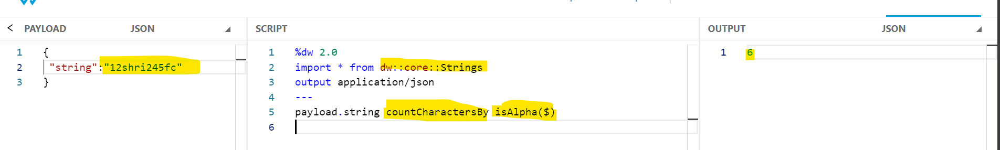 < PAYLOAD JSON
1 {
2 "string":"12shri245fc"
3 }
SCRIPT
1 %dw 2.0
2 import * from dw::core::Strings
3 output application/json
4 ---
5 payload.string countCharactersBy isAlpha($)
6
OUTPUT JSON
1 6